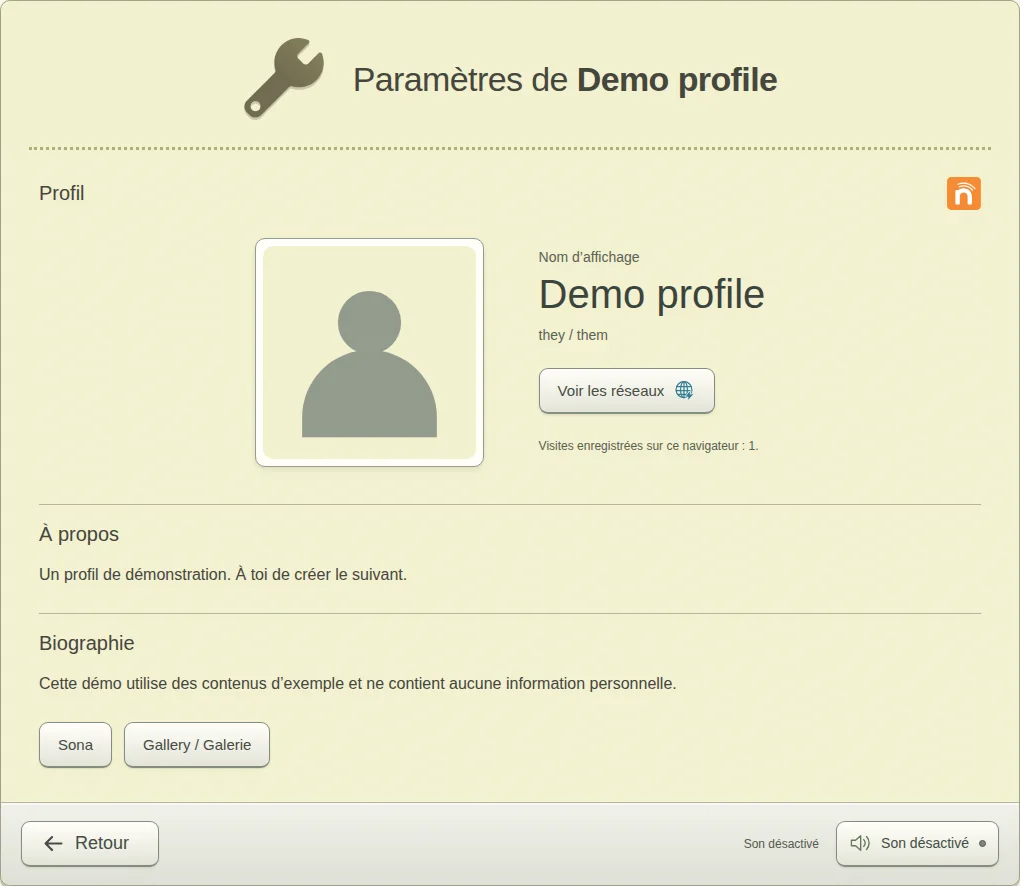 Paramètres de Demo profile
Profil
Nom d’affichage
Demo profile
they / them
Voir les réseaux
Visites enregistrées sur ce navigateur : 1.
À propos
Un profil de démonstration. À toi de créer le suivant.
Biographie
Cette démo utilise des contenus d’exemple et ne contient aucune information personnelle.
Sona
Gallery / Galerie
Retour
Son désactivé
Son désactivé